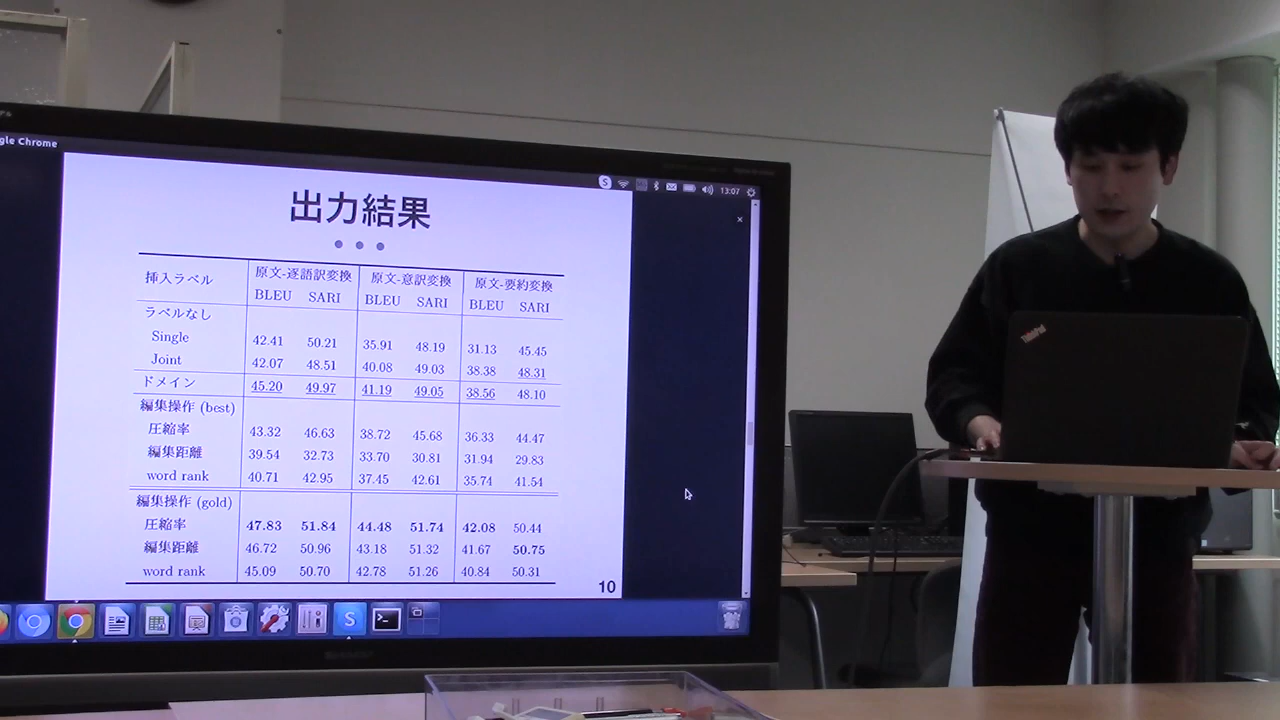 gle Chrome
13:07
出力結果
挿入ラベル 原文-逐語訳変換 原文-意訳変換 原文-要約変換
BLEU SARI BLEU SARI BLEU SARI
ラベルなし
Single 42.41 50.21 35.91 48.19 31.13 45.45
Joint 42.07 48.51 40.08 49.03 38.38 48.31
ドメイン 45.20 49.97 41.19 49.05 38.56 48.10
編集操作 (best)
圧縮率 43.32 46.63 38.72 45.68 36.33 44.47
編集距離 39.54 32.73 33.70 30.81 31.94 29.83
word rank 40.71 42.95 37.45 42.61 35.74 41.54
編集操作 (gold)
圧縮率 47.83 51.84 44.48 51.74 42.08 50.44
編集距離 46.72 50.96 43.18 51.32 41.67 50.75
word rank 45.09 50.70 42.78 51.26 40.84 50.31
10
ThinkPad